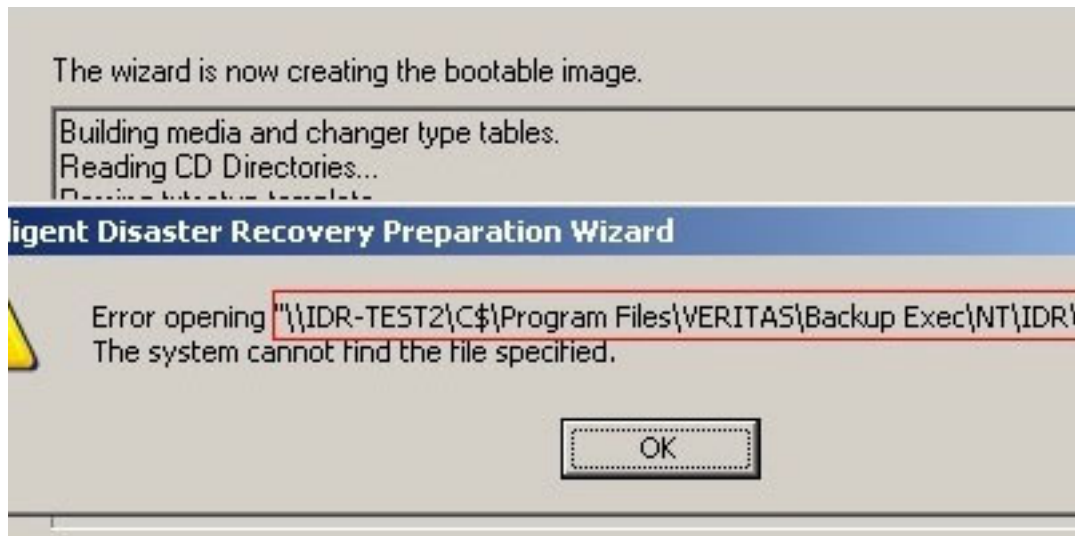 The wizard is now creating the bootable image.
Building media and changer type tables.
Reading CD Directories...
ligent Disaster Recovery Preparation Wizard
Error opening "\\IDR-TEST2\C$\Program Files\VERITAS\Backup Exec\NT\IDR\
The system cannot find the file specified.
OK